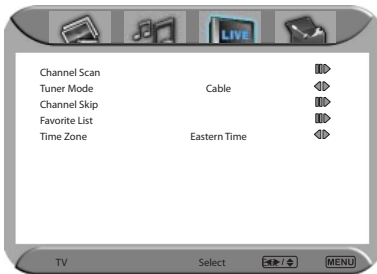 LIVE
Channel Scan
Tuner Mode Cable
Channel Skip
Favorite List
Time Zone Eastern Time
TV Select / MENU